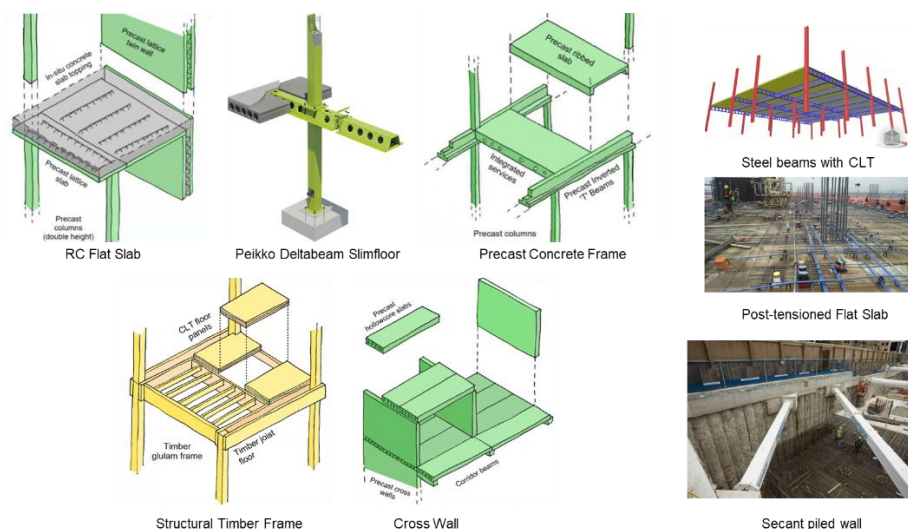 Precast lattice
twin wall
In-situ concrete
slab topping
Precast lattice
slab
Precast
columns
(double height)
RC Flat Slab
Peikko Deltabeam Slimfloor
Precast ribbed
slab
Integrated
services
Precast Inverted
'T' Beams
Precast columns
Precast Concrete Frame
Steel beams with CLT
Post-tensioned Flat Slab
CLT floor
panels
Timber
glulam frame
Timber joist
floor
Structural Timber Frame
Precast
hollowcore slabs
Precast cross
walls
Corridor beams
Cross Wall
Secant piled wall